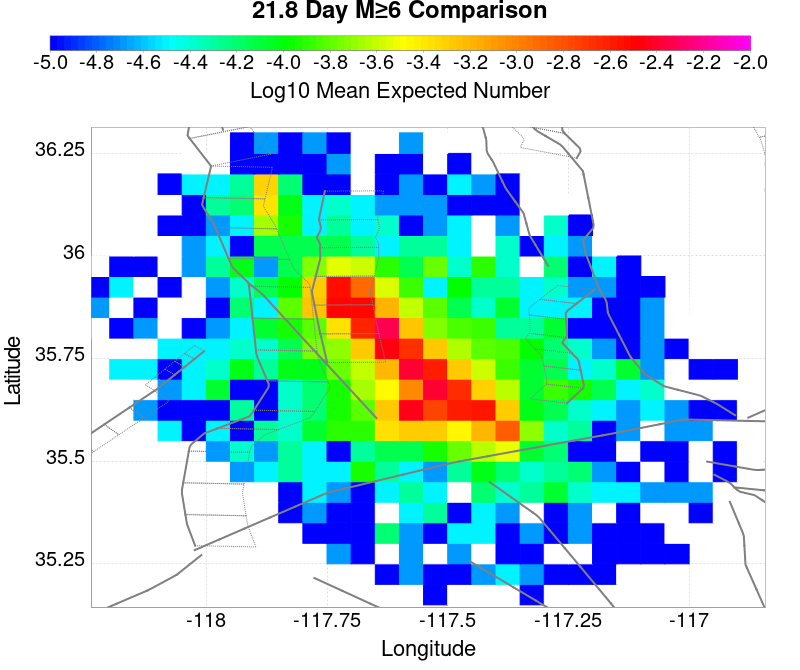 21.8 Day M≥6 Comparison
-5.0 -4.8 -4.6 -4.4 -4.2 -4.0 -3.8 -3.6 -3.4 -3.2 -3.0 -2.8 -2.6 -2.4 -2.2 -2.0
Log10 Mean Expected Number
36.25
36
35.75
35.5
35.25
Latitude
-118 -117.75 -117.5 -117.25 -117
Longitude